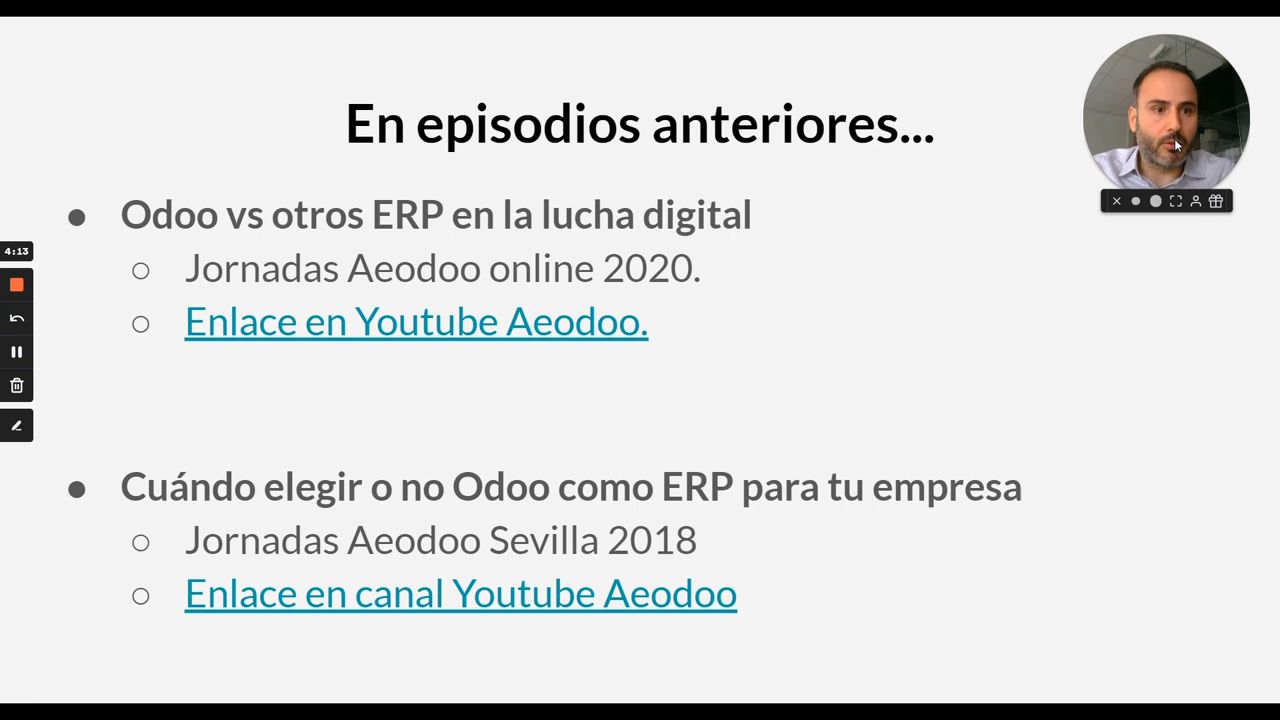 En episodios anteriores...
Odoo vs otros ERP en la lucha digital
Jornadas Aeodoo online 2020.
Enlace en Youtube Aeodoo.
4:13
Cuándo elegir o no Odoo como ERP para tu empresa
Jornadas Aeodoo Sevilla 2018
Enlace en canal Youtube Aeodoo